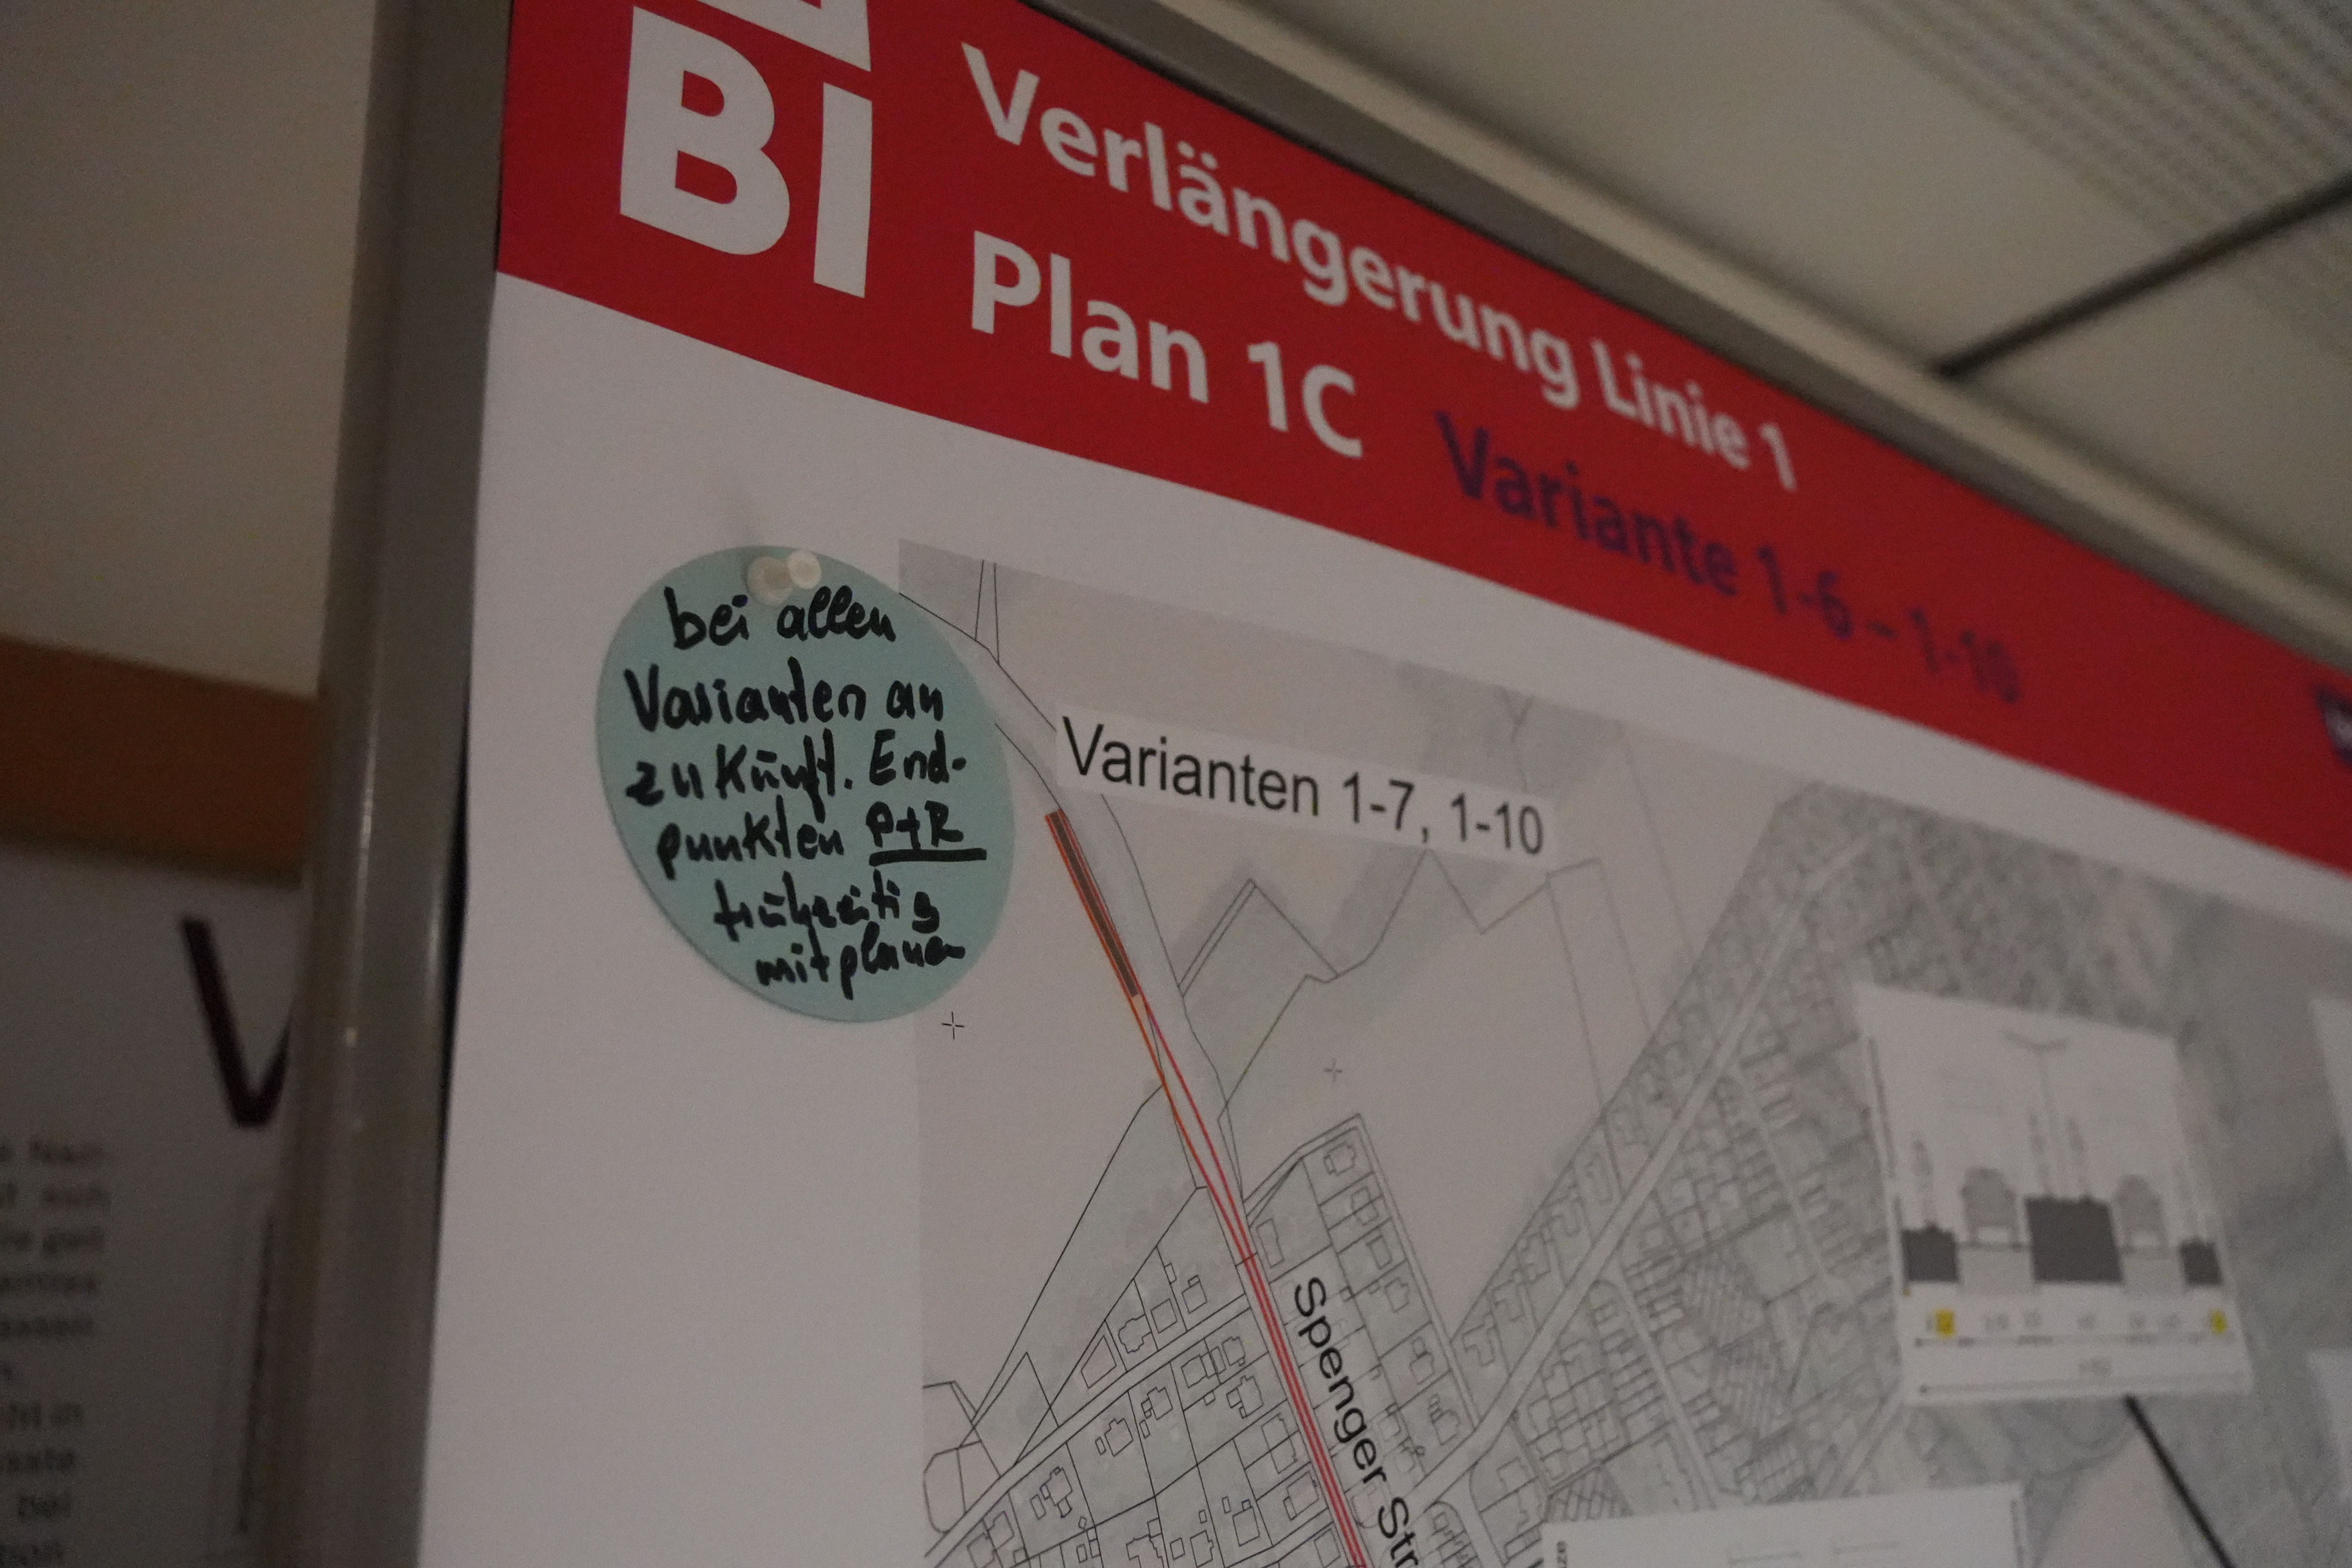 BI
Verlängerung Linie 1
Plan 1C Variante 1-6 – 1-10
bei allen
Varianten an
zukünft. End-
punkten P+R
frühzeitig
mitplanen
Varianten 1-7, 1-10
Spenger Str